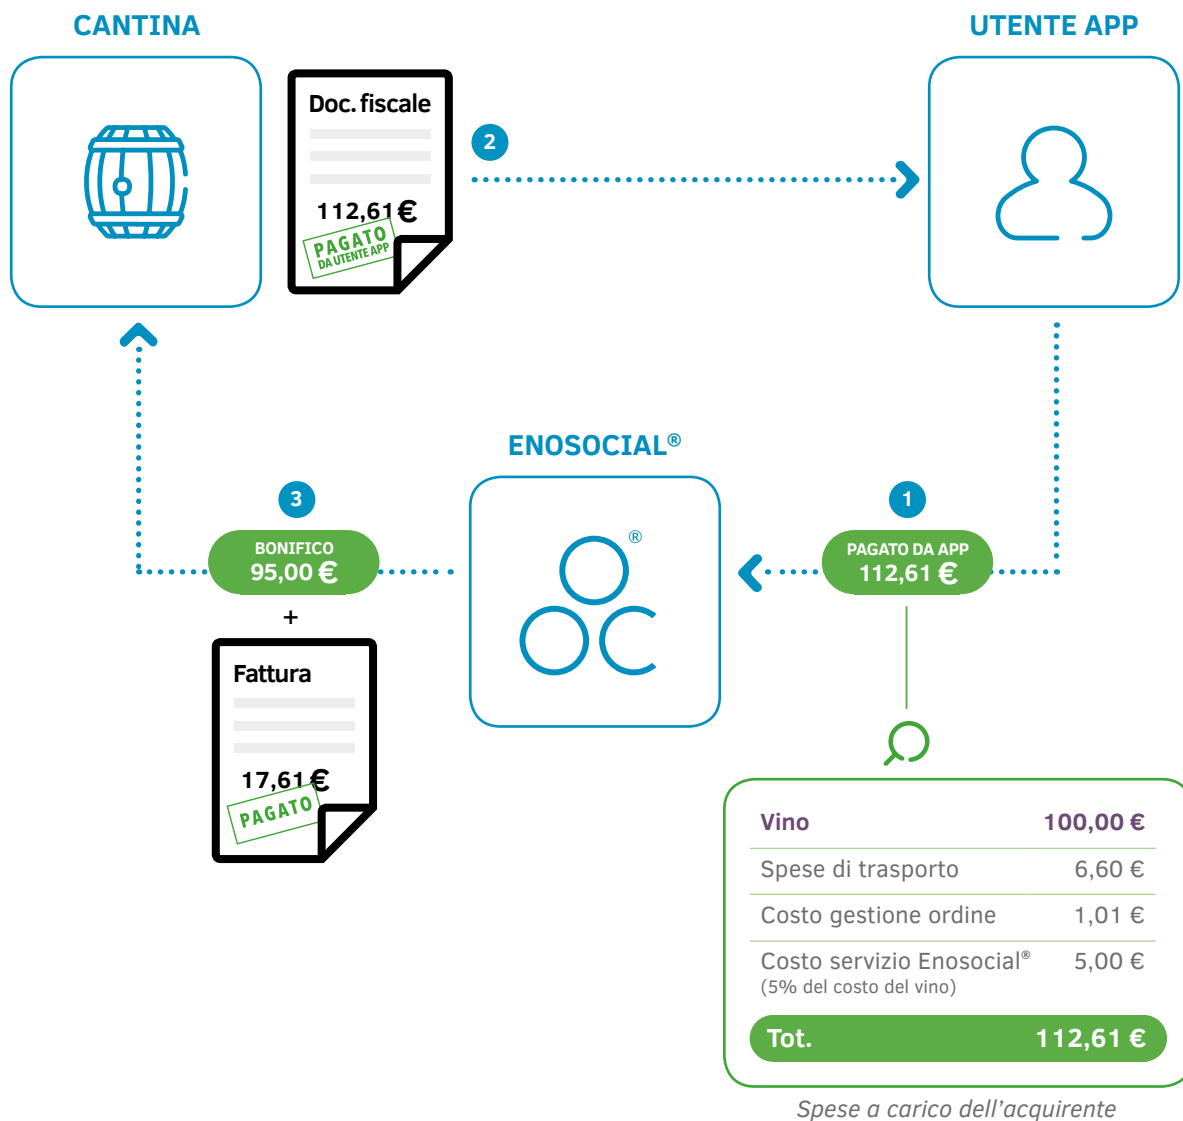 CANTINA
UTENTE APP
Doc. fiscale
112,61 €
PAGATO
DA UTENTE APP
2
ENOSOCIAL®
3
BONIFICO
95,00 €
+
Fattura
17,61 €
PAGATO
®
1
PAGATO DA APP
112,61 €
Vino 100,00 €
Spese di trasporto 6,60 €
Costo gestione ordine 1,01 €
Costo servizio Enosocial® 5,00 €
(5% del costo del vino)
Tot. 112,61 €
Spese a carico dell'acquirente